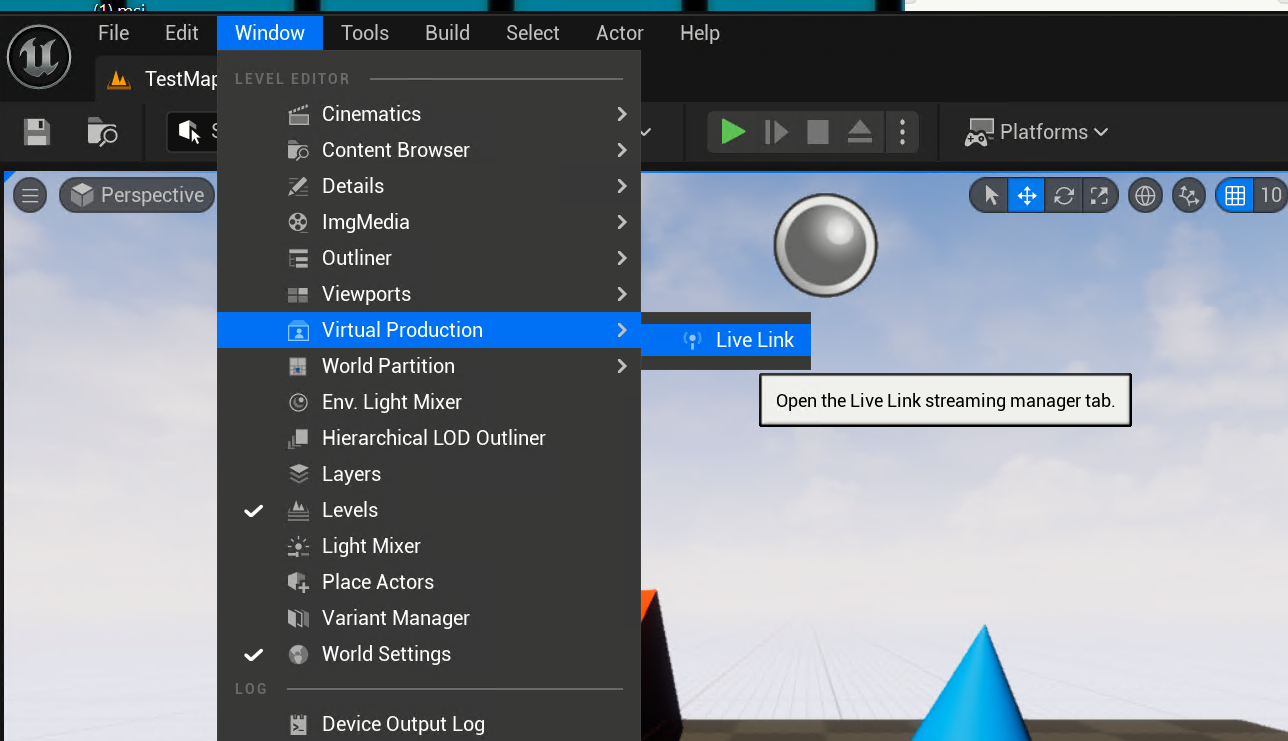 (1) msi
File Edit Window Tools Build Select Actor Help
TestMap
LEVEL EDITOR
Cinematics
Content Browser
Platforms
Details
Perspective
10
ImgMedia
Outliner
Viewports
Virtual Production
Live Link
World Partition
Open the Live Link streaming manager tab.
Env. Light Mixer
Hierarchical LOD Outliner
Layers
Levels
Light Mixer
Place Actors
Variant Manager
World Settings
LOG
Device Output Log